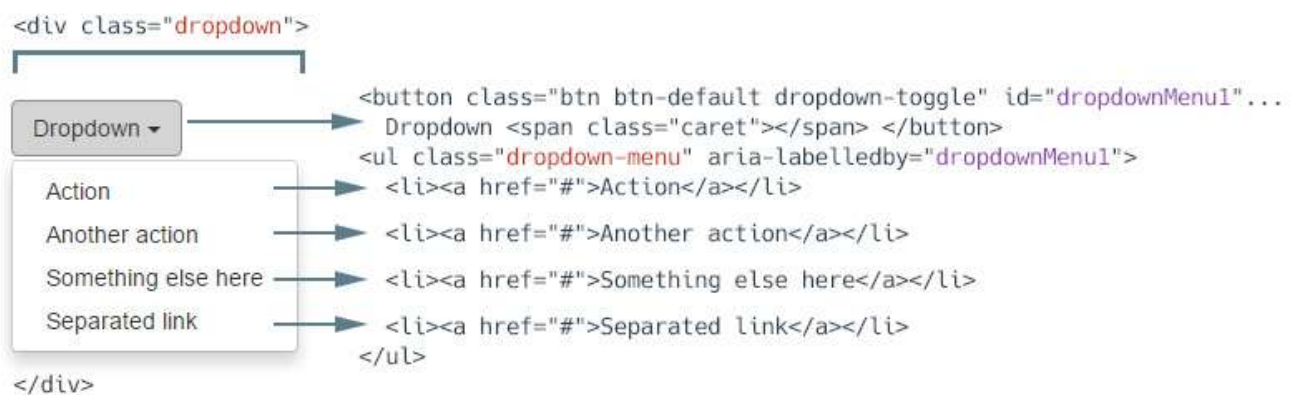 <div class="dropdown">
Dropdown
<button class="btn btn-default dropdown-toggle" id="dropdownMenu1"...
Dropdown <span class="caret"></span> </button>
<ul class="dropdown-menu" aria-labelledby="dropdownMenu1">
Action
<li><a href="#">Action</a></li>
Another action
<li><a href="#">Another action</a></li>
Something else here
<li><a href="#">Something else here</a></li>
Separated link
<li><a href="#">Separated link</a></li>
</ul>
</div>